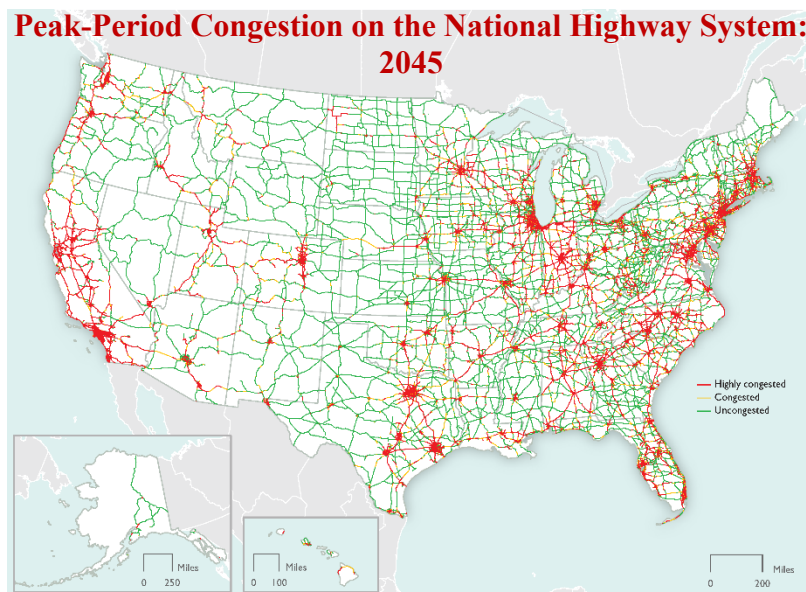 Peak-Period Congestion on the National Highway System:
2045
Highly congested
Congested
Uncongested
Miles
0 250
Miles
0 100
Miles
0 200